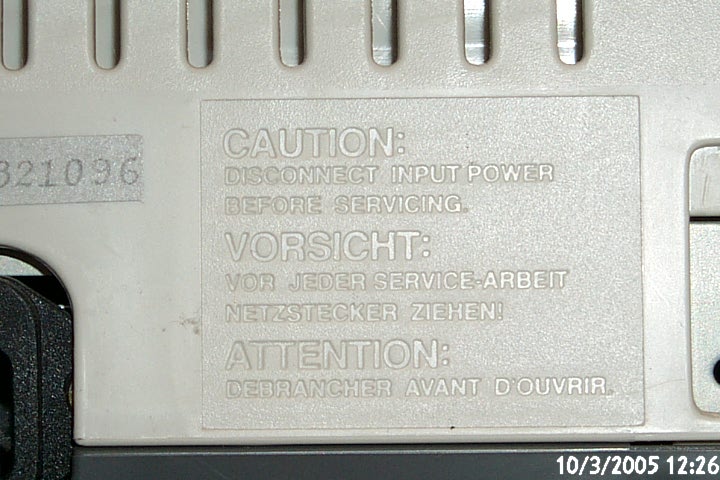 321096
CAUTION:
DISCONNECT INPUT POWER
BEFORE SERVICING.
VORSICHT:
VOR JEDER SERVICE-ARBEIT
NETZSTECKER ZIEHEN!
ATTENTION:
DEBRANCHER AVANT D'OUVRIR.
10/3/2005 12:26